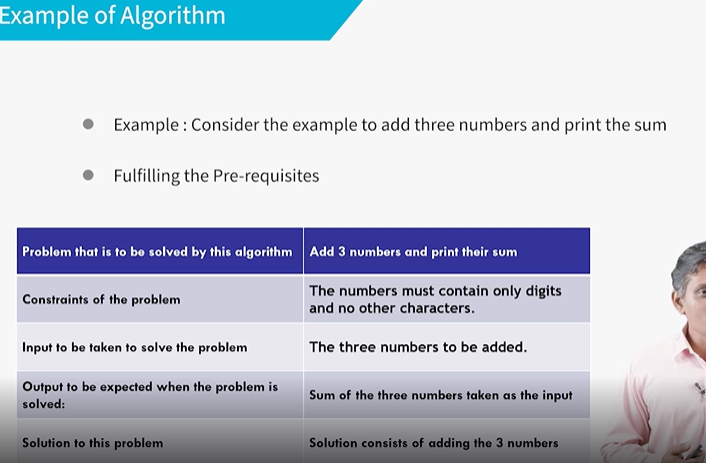 Example of Algorithm
Example : Consider the example to add three numbers and print the sum
Fulfilling the Pre-requisites
Problem that is to be solved by this algorithm
Add 3 numbers and print their sum
Constraints of the problem
The numbers must contain only digits
and no other characters.
Input to be taken to solve the problem
The three numbers to be added.
Output to be expected when the problem is
solved:
Sum of the three numbers taken as the input
Solution to this problem
Solution consists of adding the 3 numbers